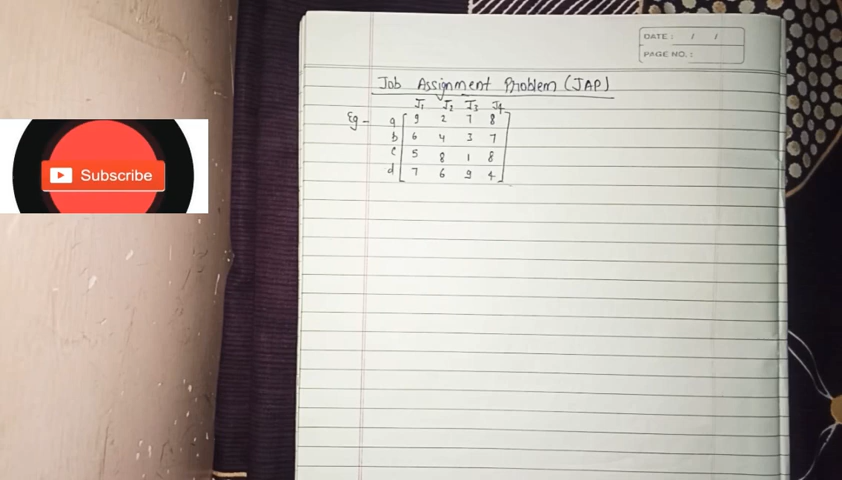 DATE: / /
PAGE NO.:
Job Assignment Problem (JAP)
J1 J2 J3 J4
Eg - a 9 2 7 8
b 6 4 3 7
c 5 8 1 8
d 7 6 9 4
Subscribe